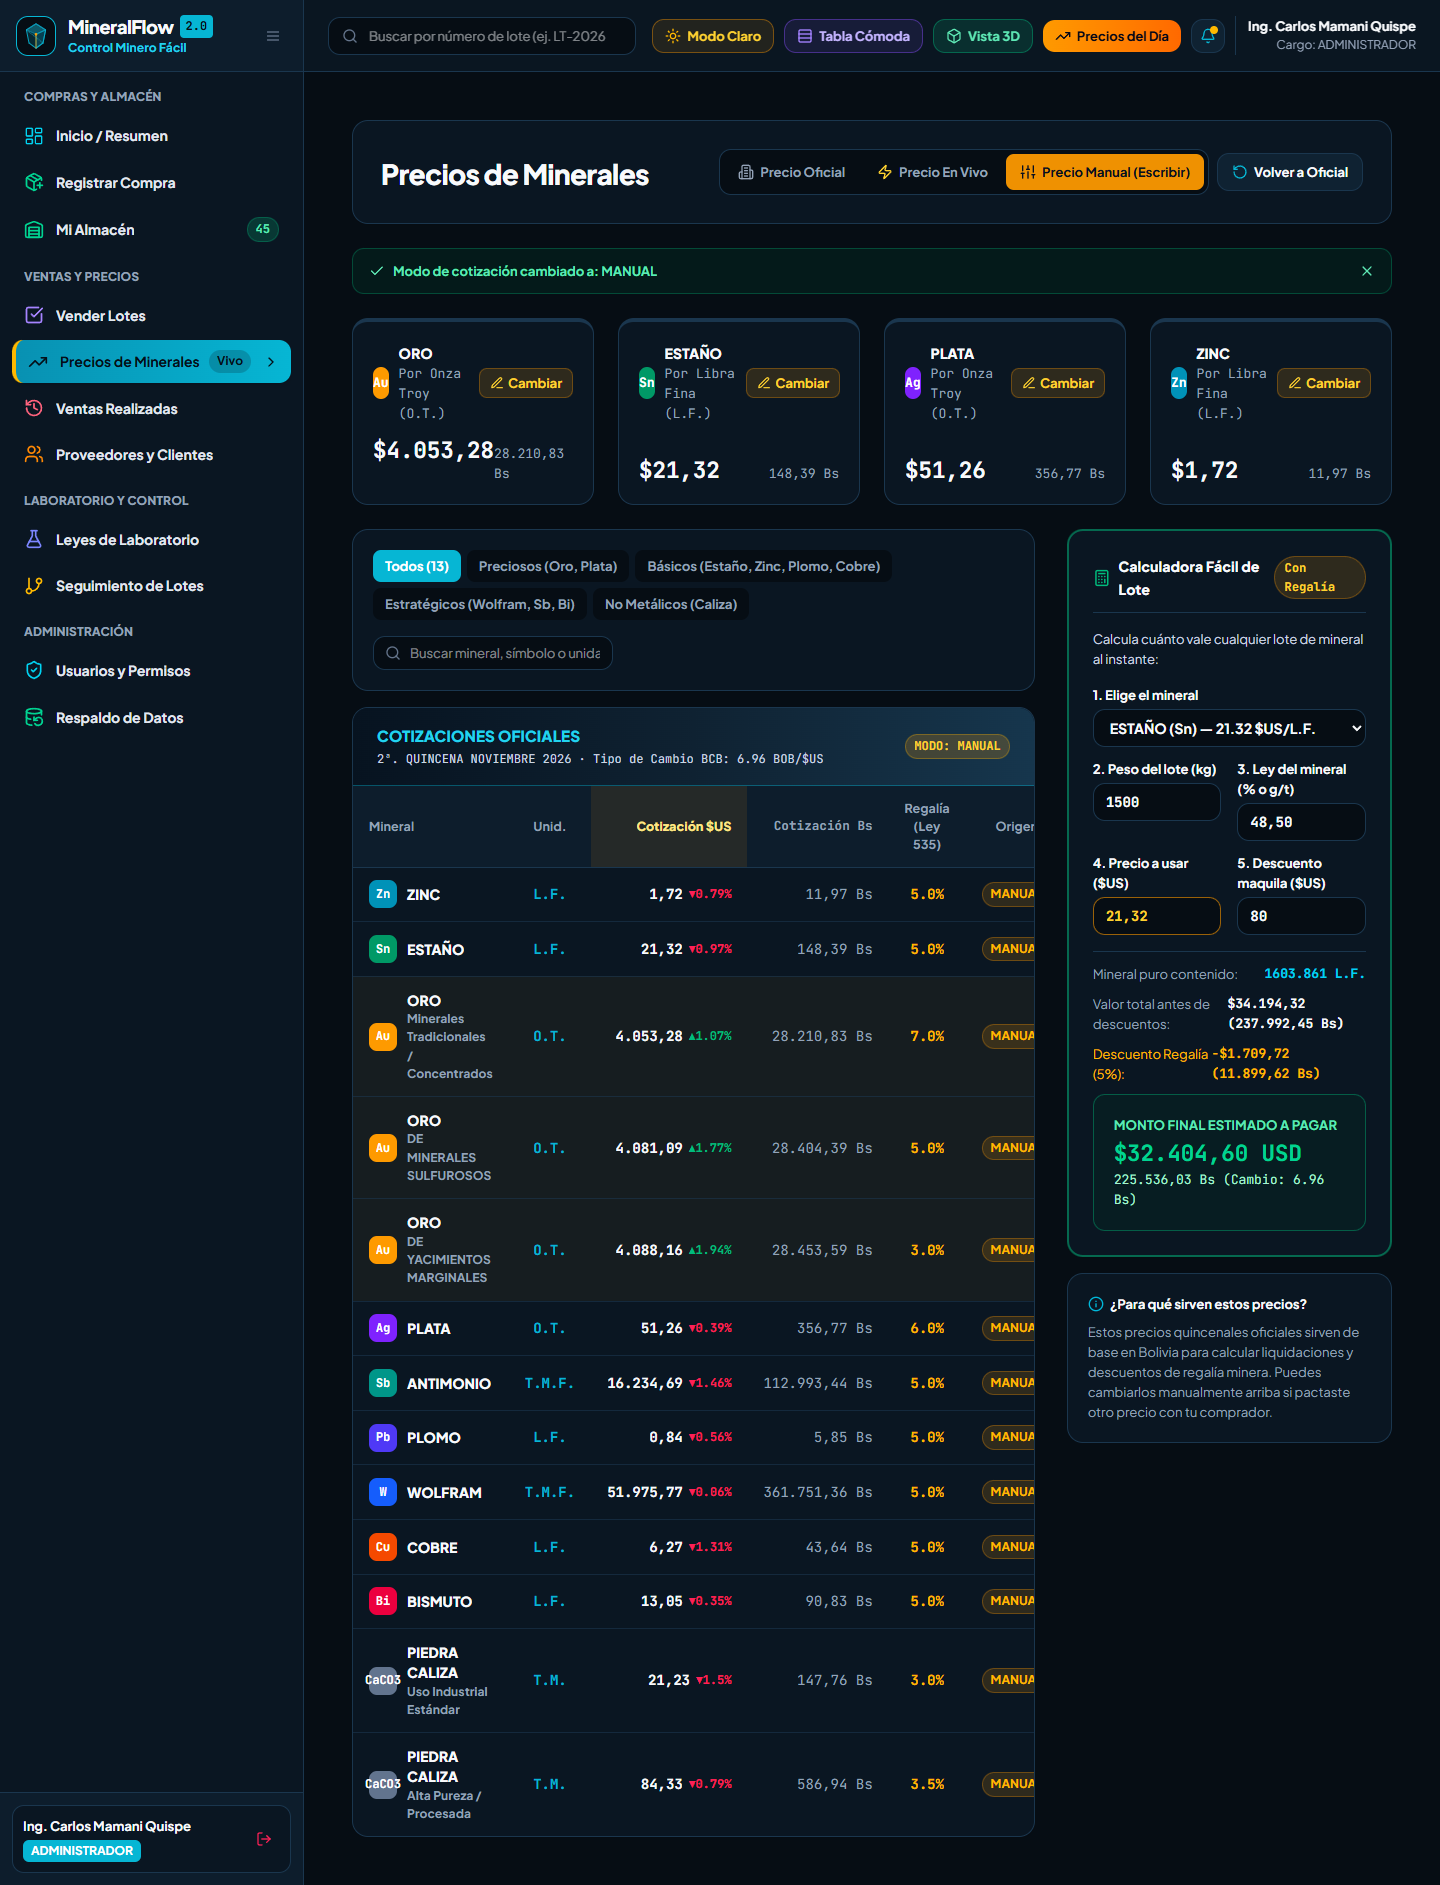 MineralFlow 2.0
Control Minero Fácil
Buscar por número de lote (ej. LT-2026
Modo Claro
Tabla Cómoda
Vista 3D
Precios del Día
Ing. Carlos Mamani Quispe
Cargo: ADMINISTRADOR
COMPRAS Y ALMACÉN
Inicio / Resumen
Registrar Compra
Mi Almacén
45
VENTAS Y PRECIOS
Vender Lotes
Precios de Minerales
Vivo
Ventas Realizadas
Proveedores y Clientes
LABORATORIO Y CONTROL
Leyes de Laboratorio
Seguimiento de Lotes
ADMINISTRACIÓN
Usuarios y Permisos
Respaldo de Datos
Ing. Carlos Mamani Quispe
ADMINISTRADOR
Precios de Minerales
Precio Oficial
Precio En Vivo
Precio Manual (Escribir)
Volver a Oficial
Modo de cotización cambiado a: MANUAL
Au
ORO
Por Onza
Troy
(O.T.)
Cambiar
$4.053,28
28.210,83
Bs
Sn
ESTAÑO
Por Libra
Fina
(L.F.)
Cambiar
$21,32
148,39 Bs
Ag
PLATA
Por Onza
Troy
(O.T.)
Cambiar
$51,26
356,77 Bs
Zn
ZINC
Por Libra
Fina
(L.F.)
Cambiar
$1,72
11,97 Bs
Todos (13)
Preciosos (Oro, Plata)
Básicos (Estaño, Zinc, Plomo, Cobre)
Estratégicos (Wolfram, Sb, Bi)
No Metálicos (Caliza)
Buscar mineral, símbolo o unida
COTIZACIONES OFICIALES
2ª. QUINCENA NOVIEMBRE 2026 · Tipo de Cambio BCB: 6.96 BOB/$US
MODO: MANUAL
Mineral
Unid.
Cotización $US
Cotización Bs
Regalía
(Ley
535)
Origen
Zn ZINC L.F. 1,72 ▼0.79% 11,97 Bs 5.0% MANUA
Sn ESTAÑO L.F. 21,32 ▼0.97% 148,39 Bs 5.0% MANUA
ORO
Minerales
Tradicionales
/
Concentrados
Au O.T. 4.053,28 ▲1.07% 28.210,83 Bs 7.0% MANUA
ORO
DE
MINERALES
SULFUROSOS
Au O.T. 4.081,09 ▲1.77% 28.404,39 Bs 5.0% MANUA
ORO
DE
YACIMIENTOS
MARGINALES
Au O.T. 4.088,16 ▲1.94% 28.453,59 Bs 3.0% MANUA
Ag PLATA O.T. 51,26 ▼0.39% 356,77 Bs 6.0% MANUA
Sb ANTIMONIO T.M.F. 16.234,69 ▼1.46% 112.993,44 Bs 5.0% MANUA
Pb PLOMO L.F. 0,84 ▼0.56% 5,85 Bs 5.0% MANUA
W WOLFRAM T.M.F. 51.975,77 ▼0.06% 361.751,36 Bs 5.0% MANUA
Cu COBRE L.F. 6,27 ▼1.31% 43,64 Bs 5.0% MANUA
Bi BISMUTO L.F. 13,05 ▼0.35% 90,83 Bs 5.0% MANUA
PIEDRA
CALIZA
Uso Industrial
Estándar
CaCO3 T.M. 21,23 ▼1.5% 147,76 Bs 3.0% MANUA
PIEDRA
CALIZA
Alta Pureza /
Procesada
CaCO3 T.M. 84,33 ▼0.79% 586,94 Bs 3.5% MANUA
Calculadora Fácil de
Lote
Con
Regalía
Calcula cuánto vale cualquier lote de mineral
al instante:
1. Elige el mineral
ESTAÑO (Sn) — 21.32 $US/L.F.
2. Peso del lote (kg)
1500
3. Ley del mineral
(% o g/t)
48,50
4. Precio a usar
($US)
21,32
5. Descuento
maquila ($US)
80
Mineral puro contenido: 1603.861 L.F.
Valor total antes de
descuentos:
$34.194,32
(237.992,45 Bs)
Descuento Regalía
(5%):
-$1.709,72
(11.899,62 Bs)
MONTO FINAL ESTIMADO A PAGAR
$32.404,60 USD
225.536,03 Bs (Cambio: 6.96
Bs)
¿Para qué sirven estos precios?
Estos precios quincenales oficiales sirven de
base en Bolivia para calcular liquidaciones y
descuentos de regalía minera. Puedes
cambiarlos manualmente arriba si pactaste
otro precio con tu comprador.